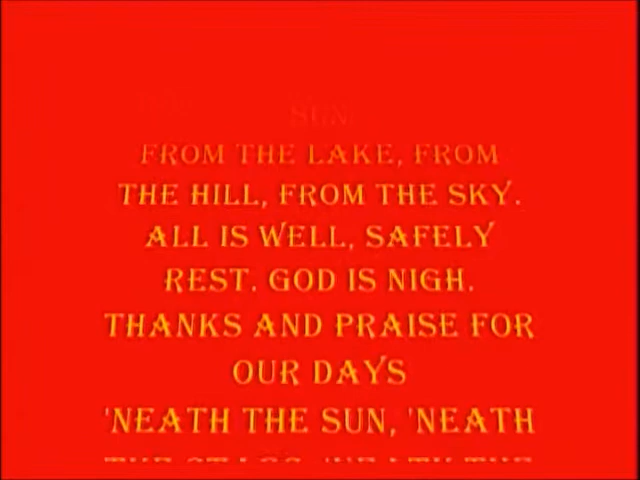 SUN,
FROM THE LAKE, FROM
THE HILL, FROM THE SKY.
ALL IS WELL, SAFELY
REST. GOD IS NIGH.
THANKS AND PRAISE FOR
OUR DAYS
'NEATH THE SUN, 'NEATH